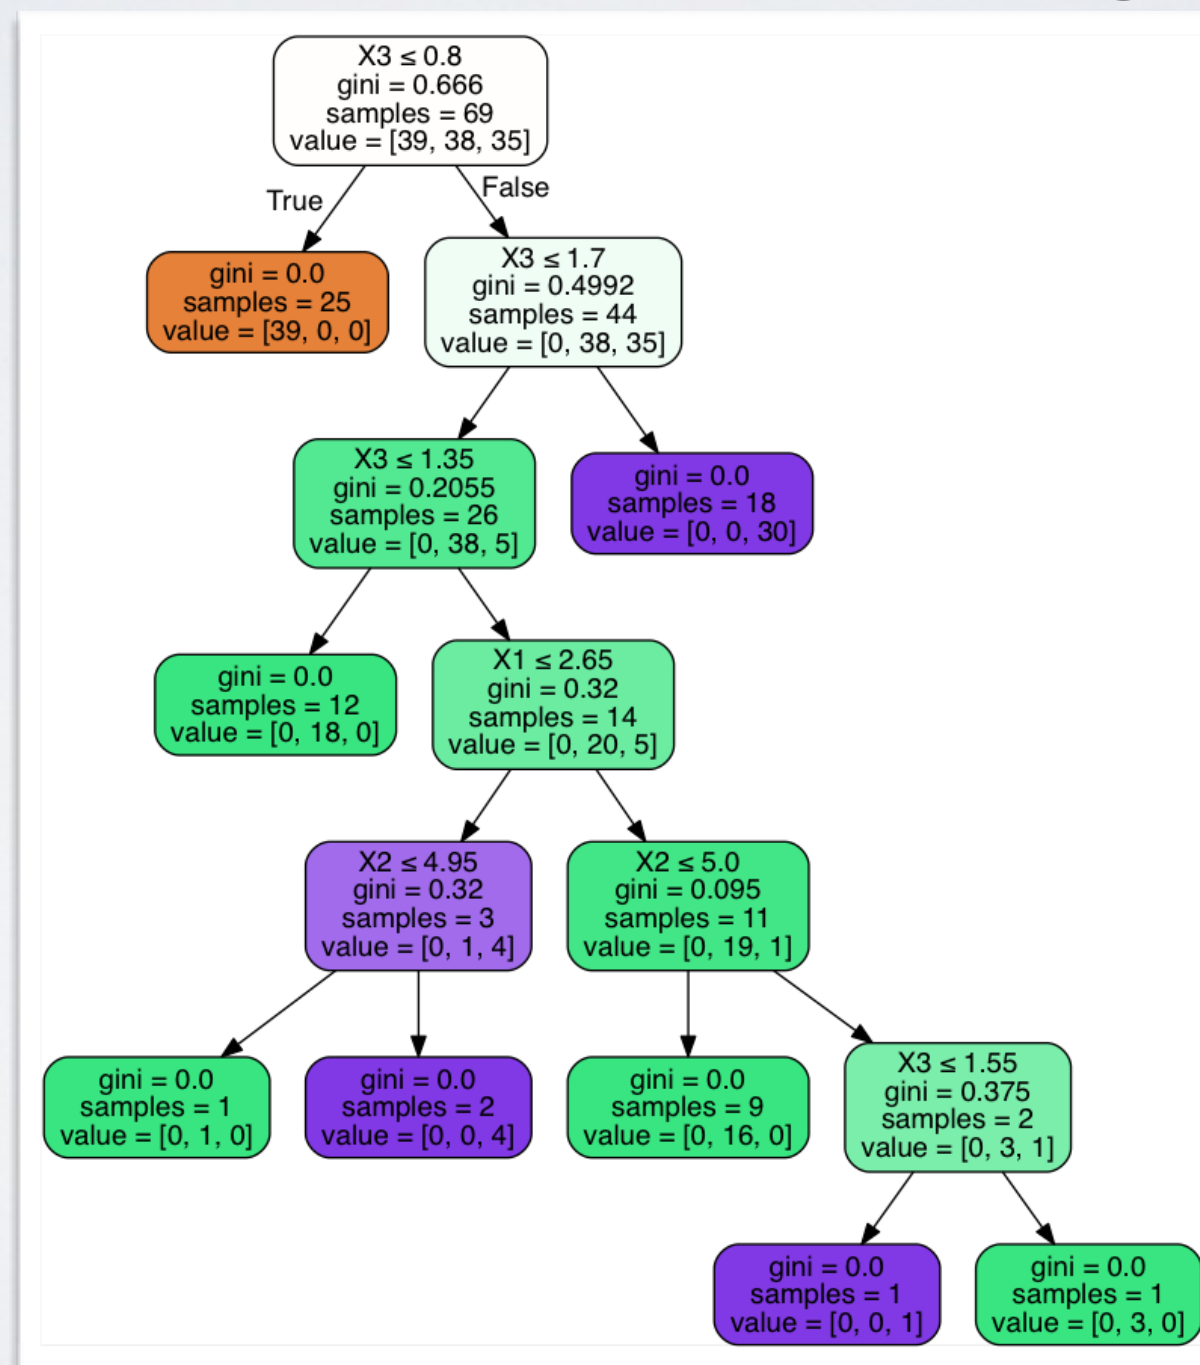 X3 ≤ 0.8
gini = 0.666
samples = 69
value = [39, 38, 35]
True
False
gini = 0.0
samples = 25
value = [39, 0, 0]
X3 ≤ 1.7
gini = 0.4992
samples = 44
value = [0, 38, 35]
X3 ≤ 1.35
gini = 0.2055
samples = 26
value = [0, 38, 5]
gini = 0.0
samples = 18
value = [0, 0, 30]
gini = 0.0
samples = 12
value = [0, 18, 0]
X1 ≤ 2.65
gini = 0.32
samples = 14
value = [0, 20, 5]
X2 ≤ 4.95
gini = 0.32
samples = 3
value = [0, 1, 4]
X2 ≤ 5.0
gini = 0.095
samples = 11
value = [0, 19, 1]
gini = 0.0
samples = 1
value = [0, 1, 0]
gini = 0.0
samples = 2
value = [0, 0, 4]
gini = 0.0
samples = 9
value = [0, 16, 0]
X3 ≤ 1.55
gini = 0.375
samples = 2
value = [0, 3, 1]
gini = 0.0
samples = 1
value = [0, 0, 1]
gini = 0.0
samples = 1
value = [0, 3, 0]